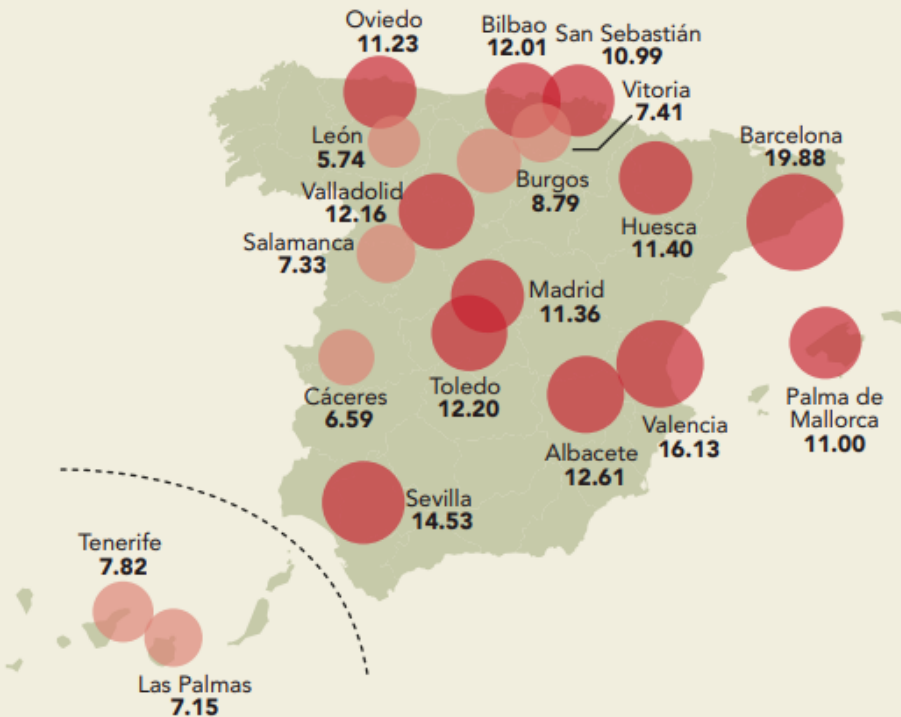 Oviedo
11.23
Bilbao
12.01
San Sebastián
10.99
Vitoria
7.41
León
5.74
Barcelona
19.88
Burgos
8.79
Valladolid
12.16
Huesca
11.40
Salamanca
7.33
Madrid
11.36
Cáceres
6.59
Toledo
12.20
Palma de
Mallorca
11.00
Valencia
16.13
Albacete
12.61
Sevilla
14.53
Tenerife
7.82
Las Palmas
7.15